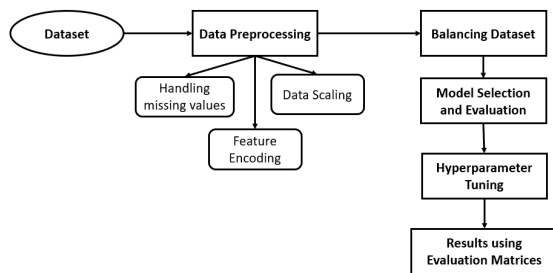 Dataset
Data Preprocessing
Balancing Dataset
Handling
missing values
Data Scaling
Feature
Encoding
Model Selection
and Evaluation
Hyperparameter
Tuning
Results using
Evaluation Matrices